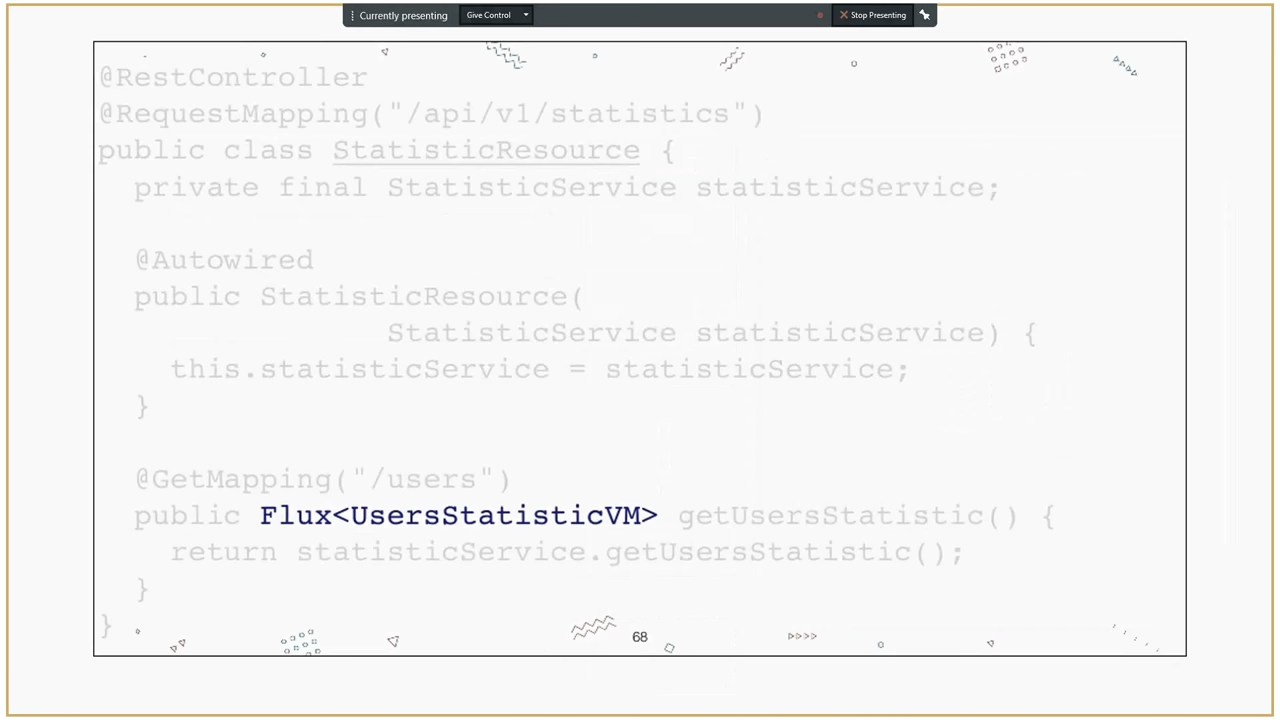 Currently presenting Give Control Stop Presenting
@RestController
@RequestMapping("/api/v1/statistics")
public class StatisticResource {
private final StatisticService statisticService;
@Autowired
public StatisticResource(
StatisticService statisticService) {
this.statisticService = statisticService;
}
@GetMapping("/users")
public Flux<UsersStatisticVM> getUsersStatistic() {
return statisticService.getUsersStatistic();
}
}
68